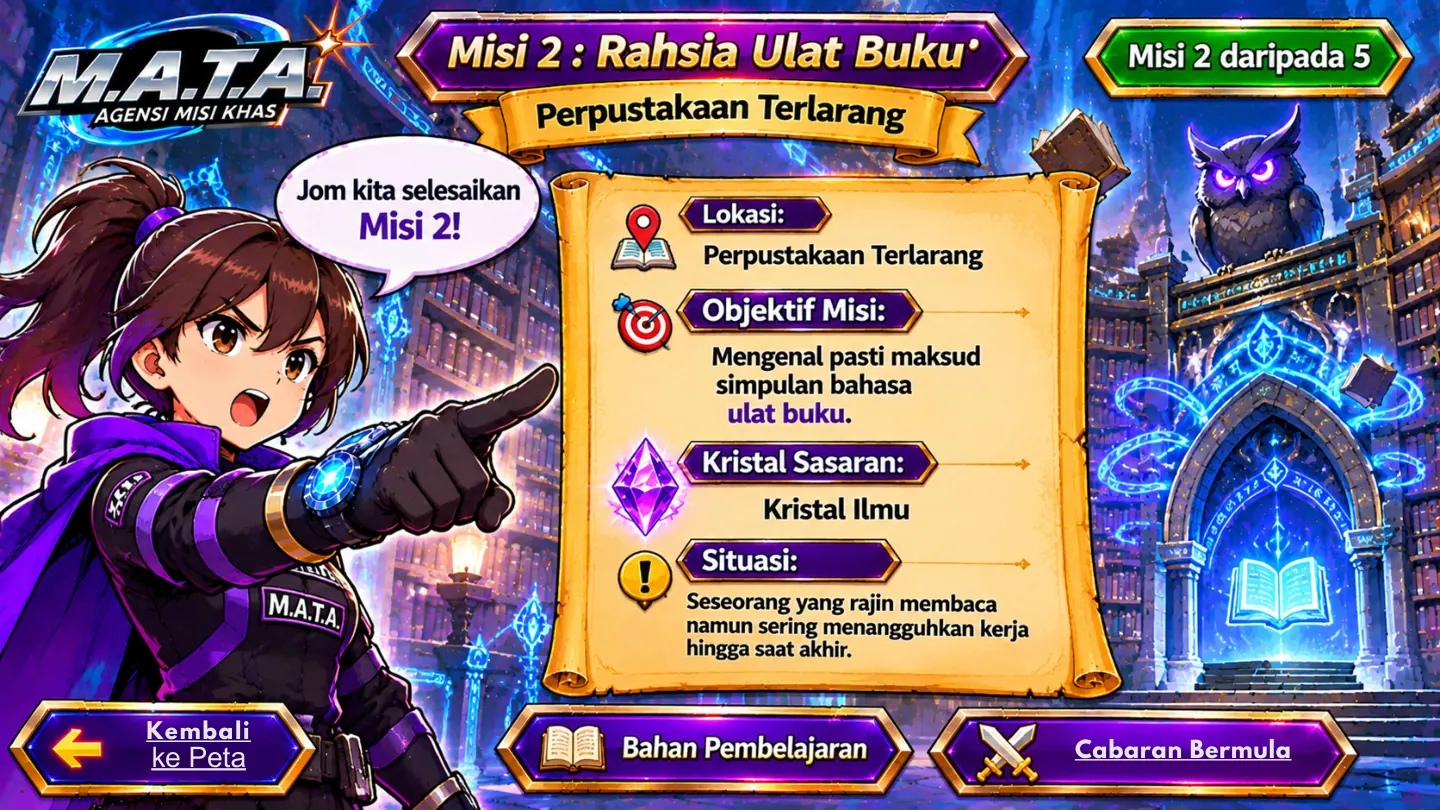 M.A.T.A.
AGENSI MISI KHAS
Misi 2 : Rahsia Ulat Buku
Perpustakaan Terlarang
Misi 2 daripada 5
Jom kita selesaikan
Misi 2!
Lokasi:
Perpustakaan Terlarang
Objektif Misi:
Mengenal pasti maksud
simpulan bahasa
ulat buku.
Kristal Sasaran:
Kristal Ilmu
Situasi:
Seseorang yang rajin membaca
namun sering menangguhkan kerja
hingga saat akhir.
M.A.T.A.
Kembali
ke Peta
Bahan Pembelajaran
Cabaran Bermula